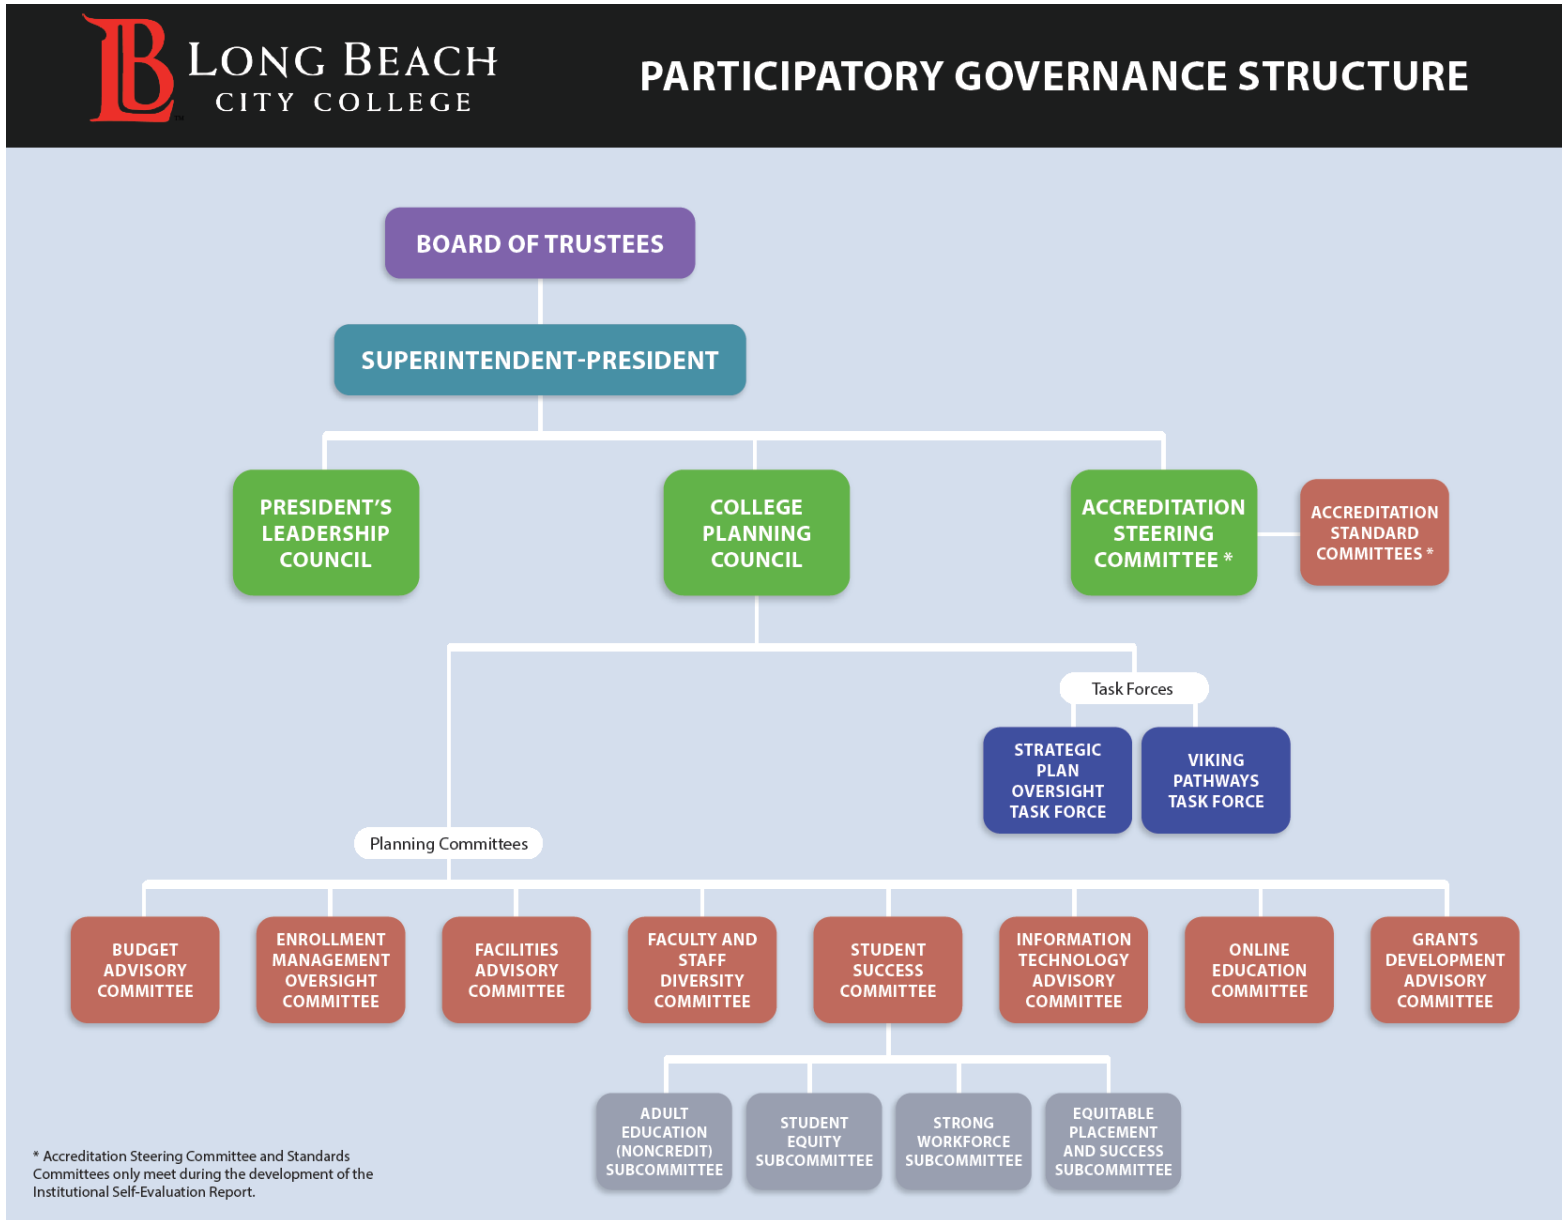 LONG BEACH
CITY COLLEGE
PARTICIPATORY GOVERNANCE STRUCTURE
BOARD OF TRUSTEES
SUPERINTENDENT-PRESIDENT
PRESIDENT’S
LEADERSHIP
COUNCIL
COLLEGE
PLANNING
COUNCIL
ACCREDITATION
STEERING
COMMITTEE *
ACCREDITATION
STANDARD
COMMITTEES *
Task Forces
STRATEGIC
PLAN
OVERSIGHT
TASK FORCE
VIKING
PATHWAYS
TASK FORCE
Planning Committees
BUDGET
ADVISORY
COMMITTEE
ENROLLMENT
MANAGEMENT
OVERSIGHT
COMMITTEE
FACILITIES
ADVISORY
COMMITTEE
FACULTY AND
STAFF
DIVERSITY
COMMITTEE
STUDENT
SUCCESS
COMMITTEE
INFORMATION
TECHNOLOGY
ADVISORY
COMMITTEE
ONLINE
EDUCATION
COMMITTEE
GRANTS
DEVELOPMENT
ADVISORY
COMMITTEE
ADULT
EDUCATION
(NONCREDIT)
SUBCOMMITTEE
STUDENT
EQUITY
SUBCOMMITTEE
STRONG
WORKFORCE
SUBCOMMITTEE
EQUITABLE
PLACEMENT
AND SUCCESS
SUBCOMMITTEE
* Accreditation Steering Committee and Standards
Committees only meet during the development of the
Institutional Self-Evaluation Report.